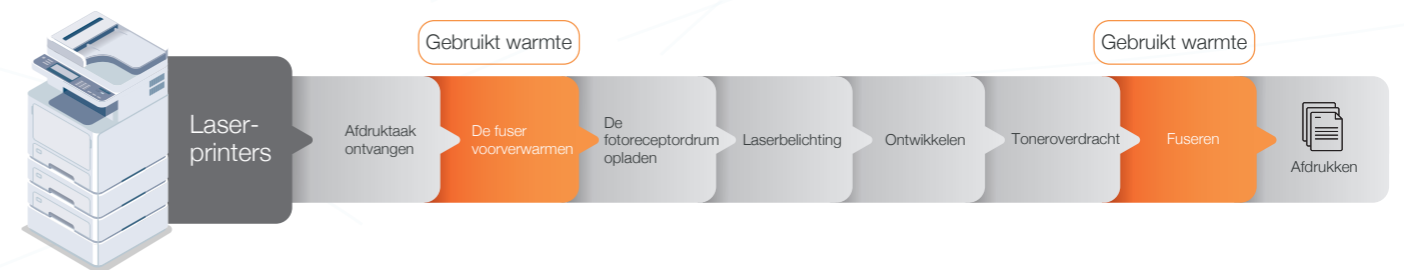 Gebruikt warmte
Gebruikt warmte
Laser-
printers
Afdruktaak
ontvangen
De fuser
voorverwarmen
De
fotoreceptordrum
opladen
Laserbelichting
Ontwikkelen
Toneroverdracht
Fuseren
Afdrukken